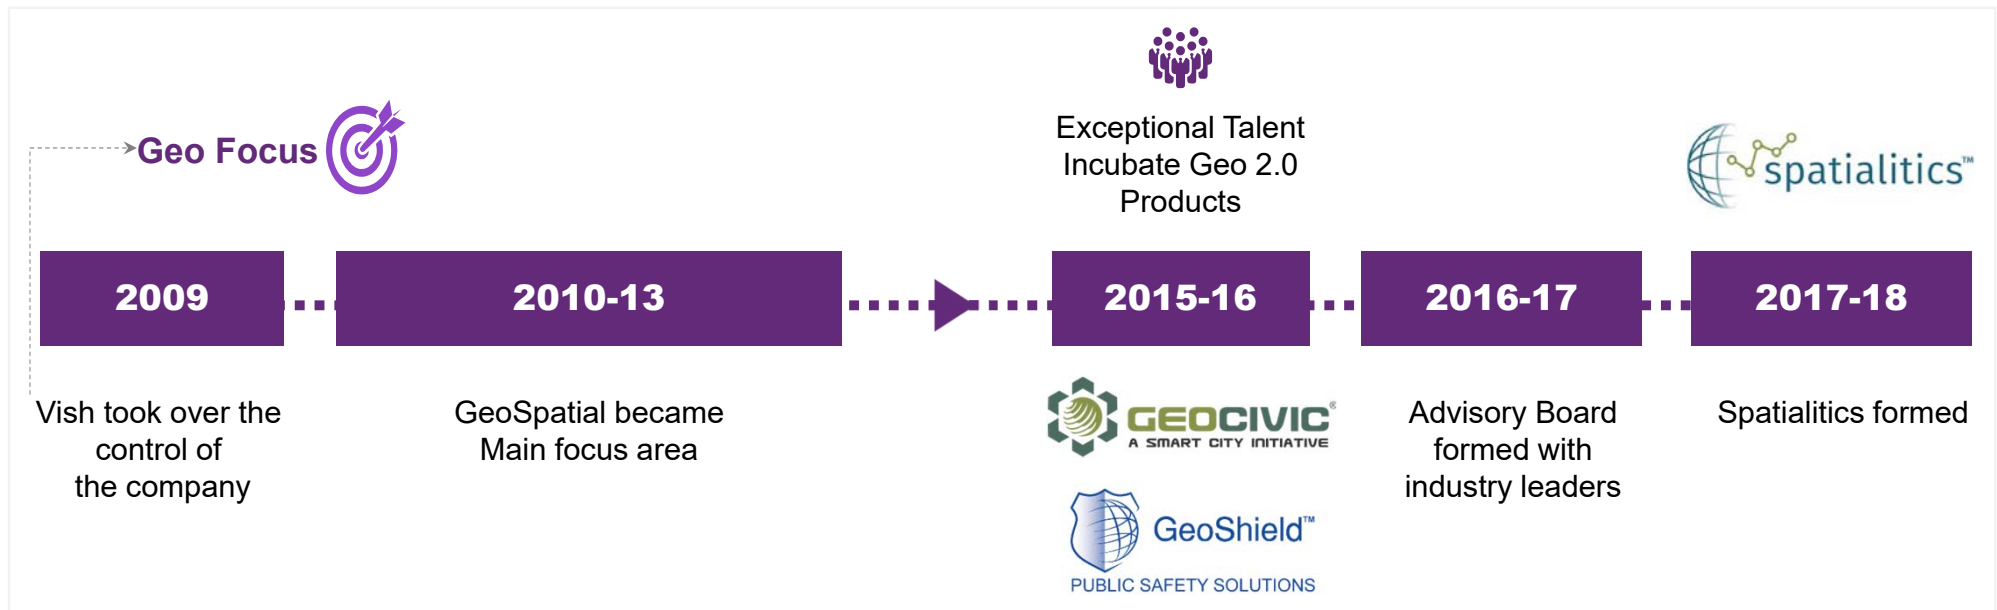 Geo Focus
Exceptional Talent
Incubate Geo 2.0
Products
spatialitics™
2009
2010-13
2015-16
2016-17
2017-18
Vish took over the
control of
the company
GeoSpatial became
Main focus area
GEOCIVIC®
A SMART CITY INITIATIVE
GeoShield™
PUBLIC SAFETY SOLUTIONS
Advisory Board
formed with
industry leaders
Spatialitics formed